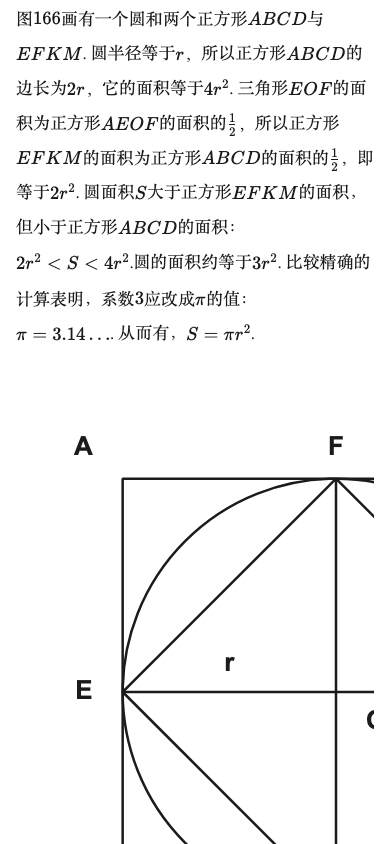 图166画有一个圆和两个正方形ABCD与
EFKM. 圆半径等于r，所以正方形ABCD的
边长为2r，它的面积等于4r². 三角形EOF的面
积为正方形AEOF的面积的½，所以正方形
EFKM的面积为正方形ABCD的面积的½，即
等于2r². 圆面积S大于正方形EFKM的面积，
但小于正方形ABCD的面积：
2r² < S < 4r².圆的面积约等于3r². 比较精确的
计算表明，系数3应改成π的值：
π = 3.14 . . .. 从而有，S = πr².
A
F
r
E